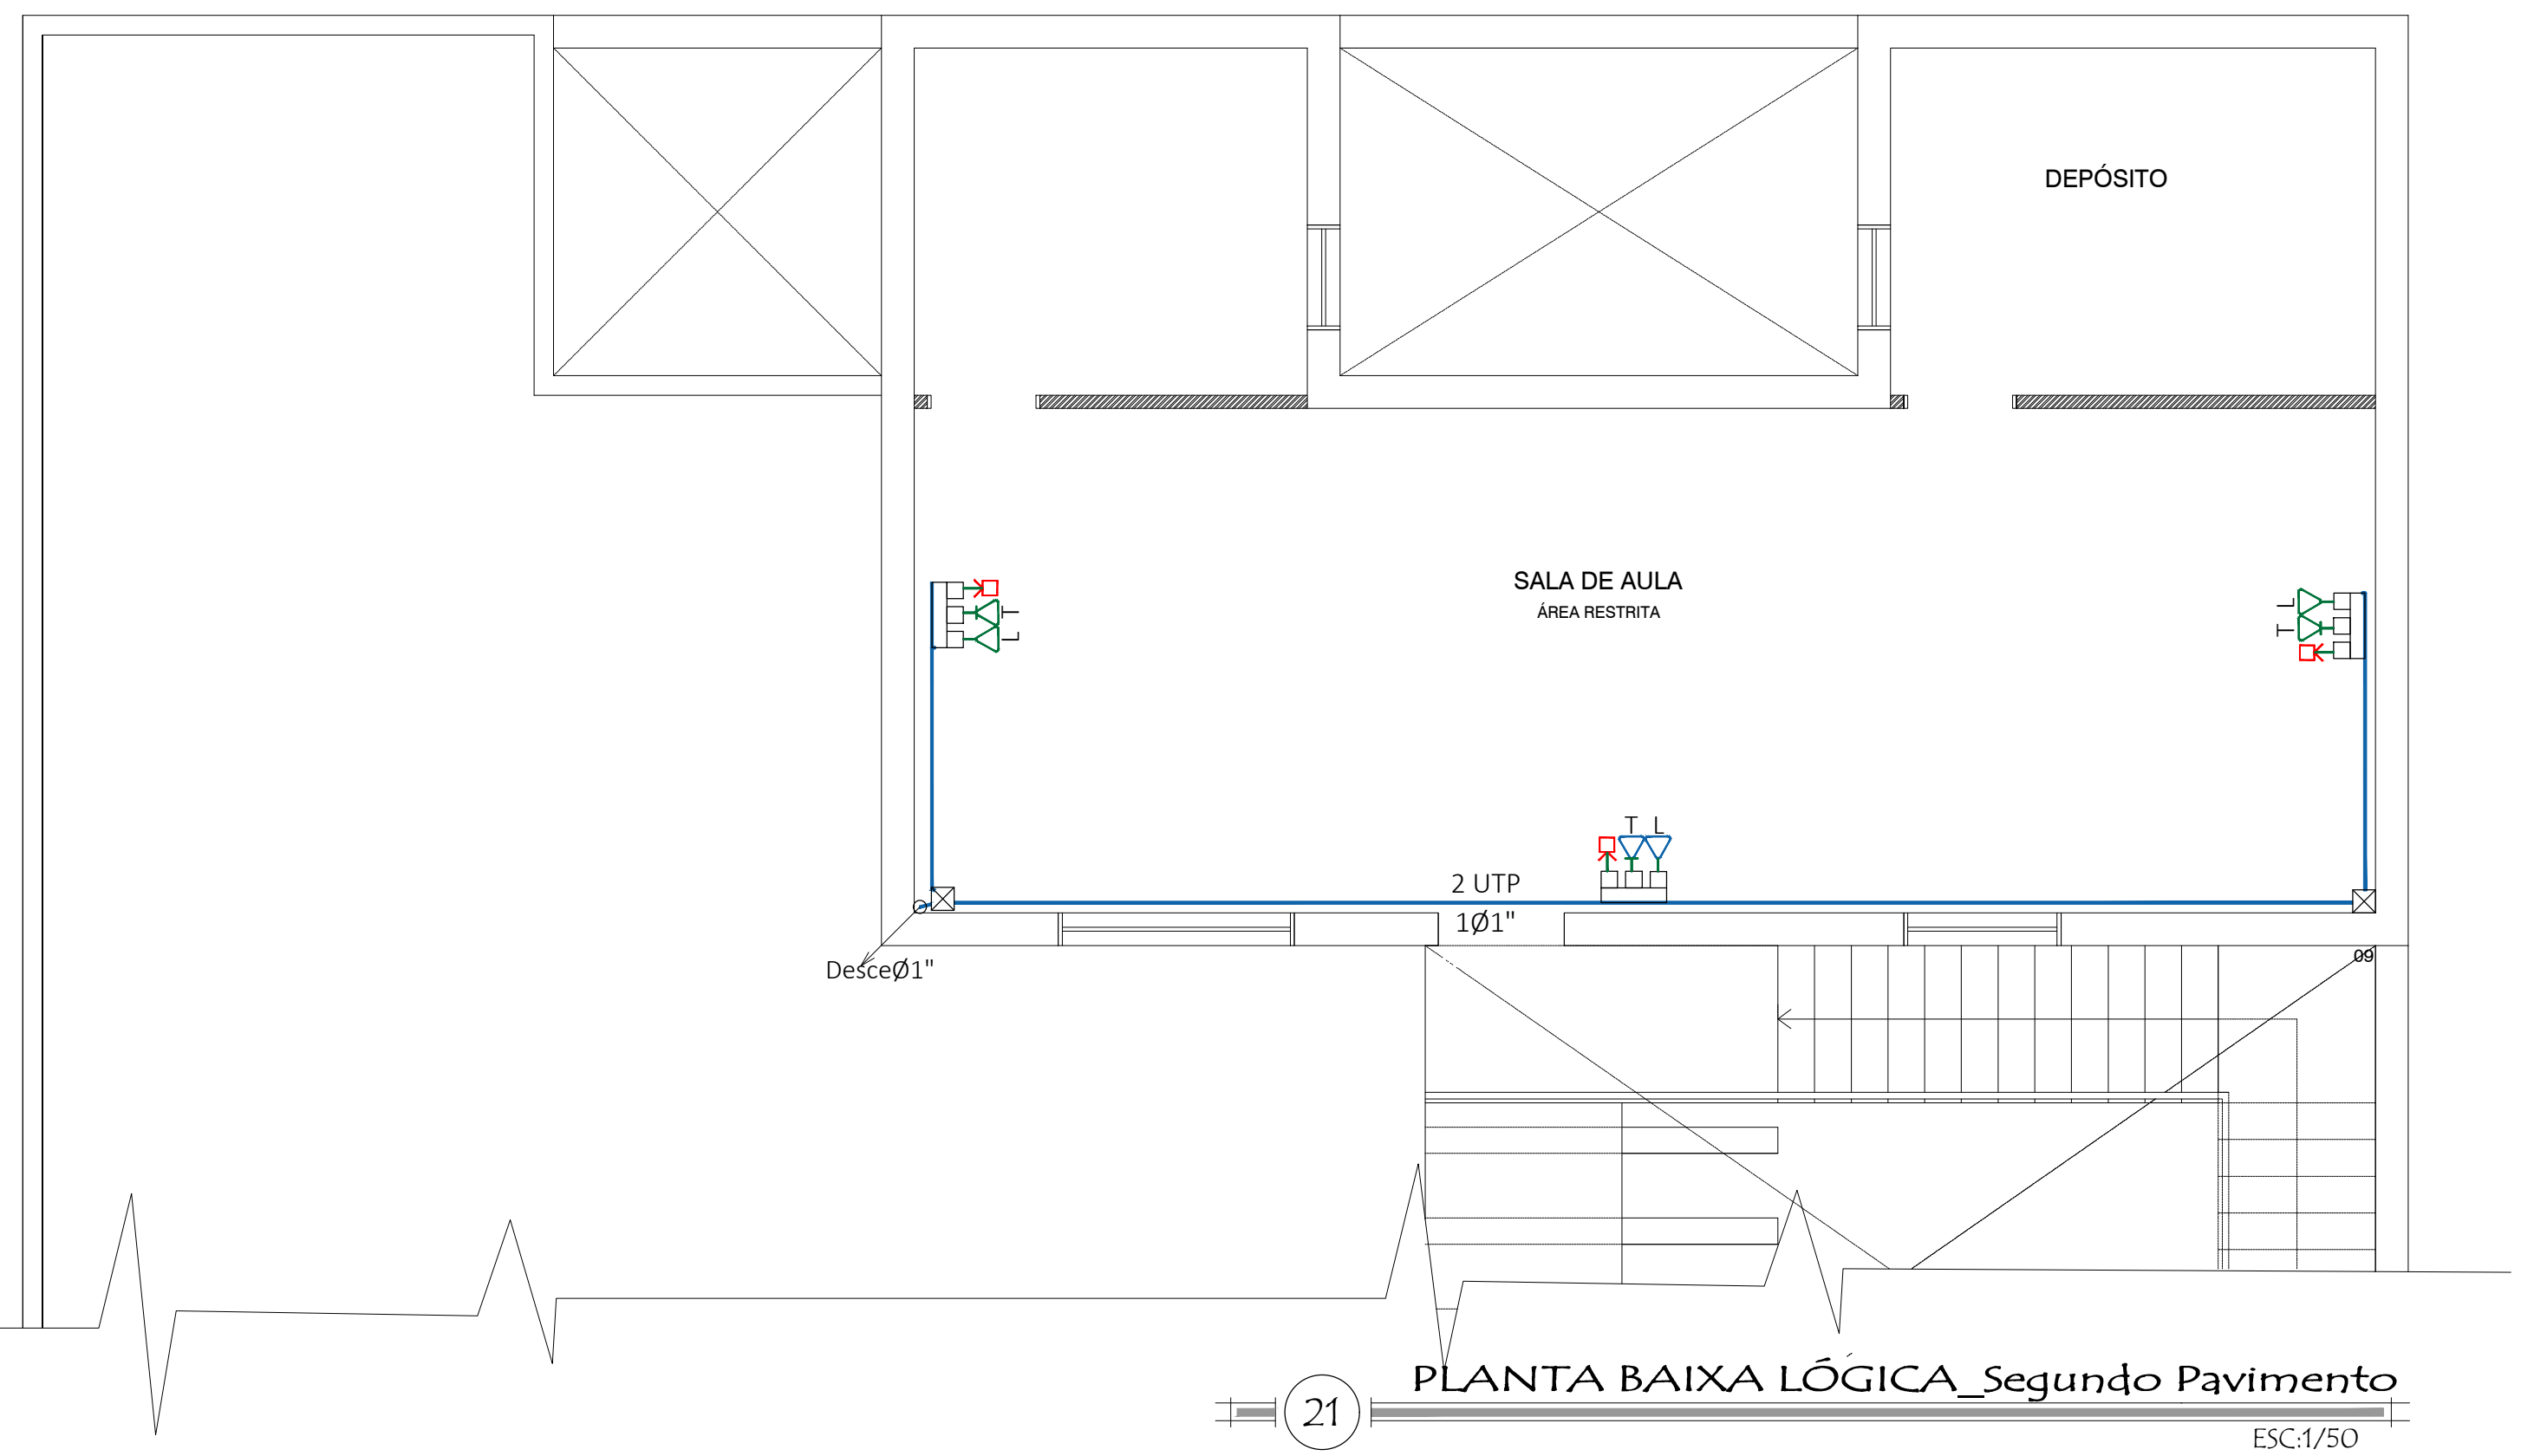 DEPÓSITO
SALA DE AULA
ÁREA RESTRITA
T
L
L
T
T L
2 UTP
1Ø1"
DesceØ1"
09
PLANTA BAIXA LÓGICA_Segundo Pavimento
21
ESC:1/50